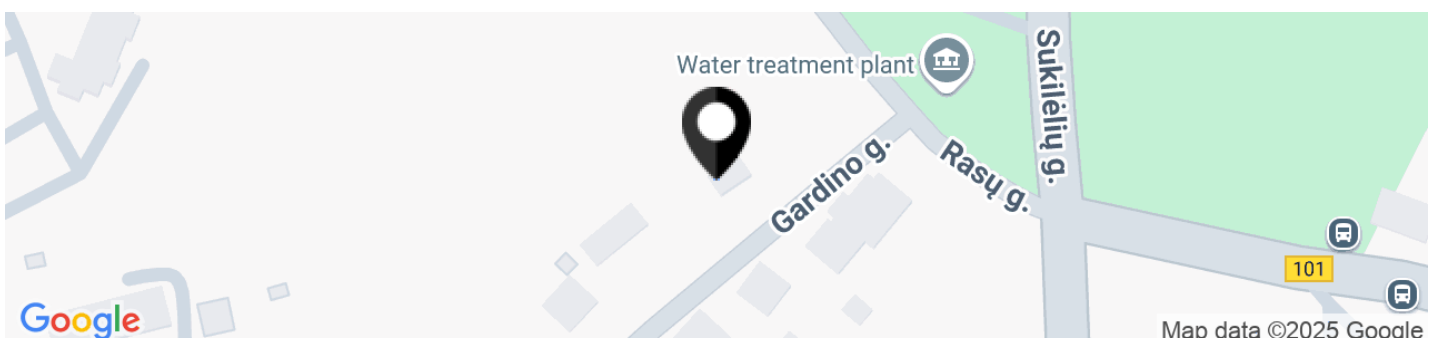 Water treatment plant
Sukilėlių g.
Gardino g.
Rasų g.
101
Google
Map data ©2025 Google